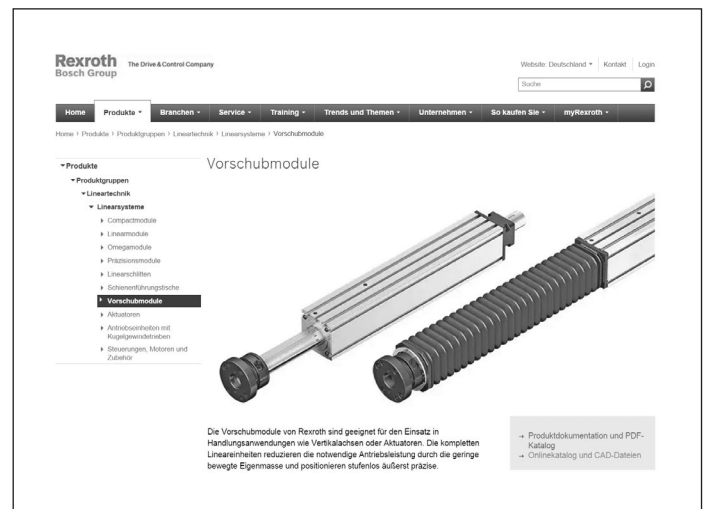 Rexroth
Bosch Group
The Drive & Control Company
Website: Deutschland Kontakt Login
Suche
Home Produkte Branchen Service Training Trends und Themen Unternehmen So kaufen Sie myRexroth
Home › Produkte › Produktgruppen › Lineartechnik › Linearsysteme › Vorschubmodule
Produkte
Produktgruppen
Lineartechnik
Linearsysteme
Compactmodule
Linearmodule
Omegamodule
Präzisionsmodule
Linearschlitten
Schienenführungstische
Vorschubmodule
Aktuatoren
Antriebseinheiten mit
Kugelgewindetrieben
Steuerungen, Motoren und
Zubehör
Vorschubmodule
Die Vorschubmodule von Rexroth sind geeignet für den Einsatz in
Handlungsanwendungen wie Vertikalachsen oder Aktuatoren. Die kompletten
Lineareinheiten reduzieren die notwendige Antriebsleistung durch die geringe
bewegte Eigenmasse und positionieren stufenlos äußerst präzise.
→ Produktdokumentation und PDF-
Katalog
→ Onlinekatalog und CAD-Dateien